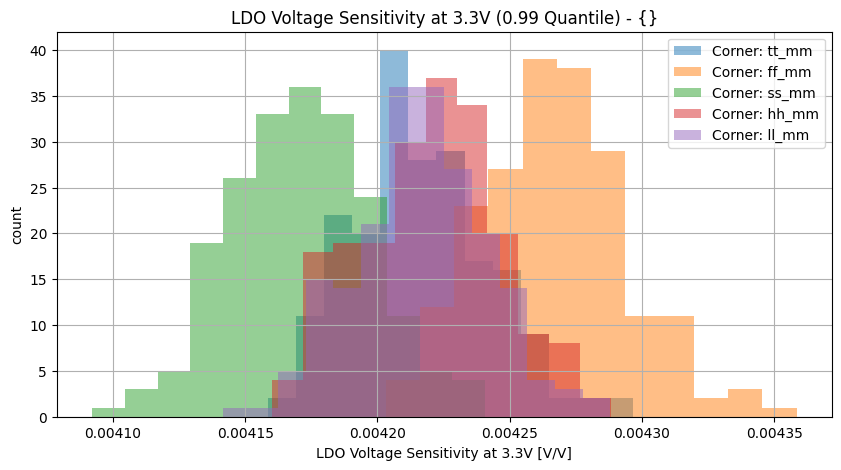 LDO Voltage Sensitivity at 3.3V (0.99 Quantile) - {}
Corner: tt_mm
Corner: ff_mm
Corner: ss_mm
Corner: hh_mm
Corner: ll_mm
count
40
35
30
25
20
15
10
5
0
0.00410 0.00415 0.00420 0.00425 0.00430 0.00435
LDO Voltage Sensitivity at 3.3V [V/V]